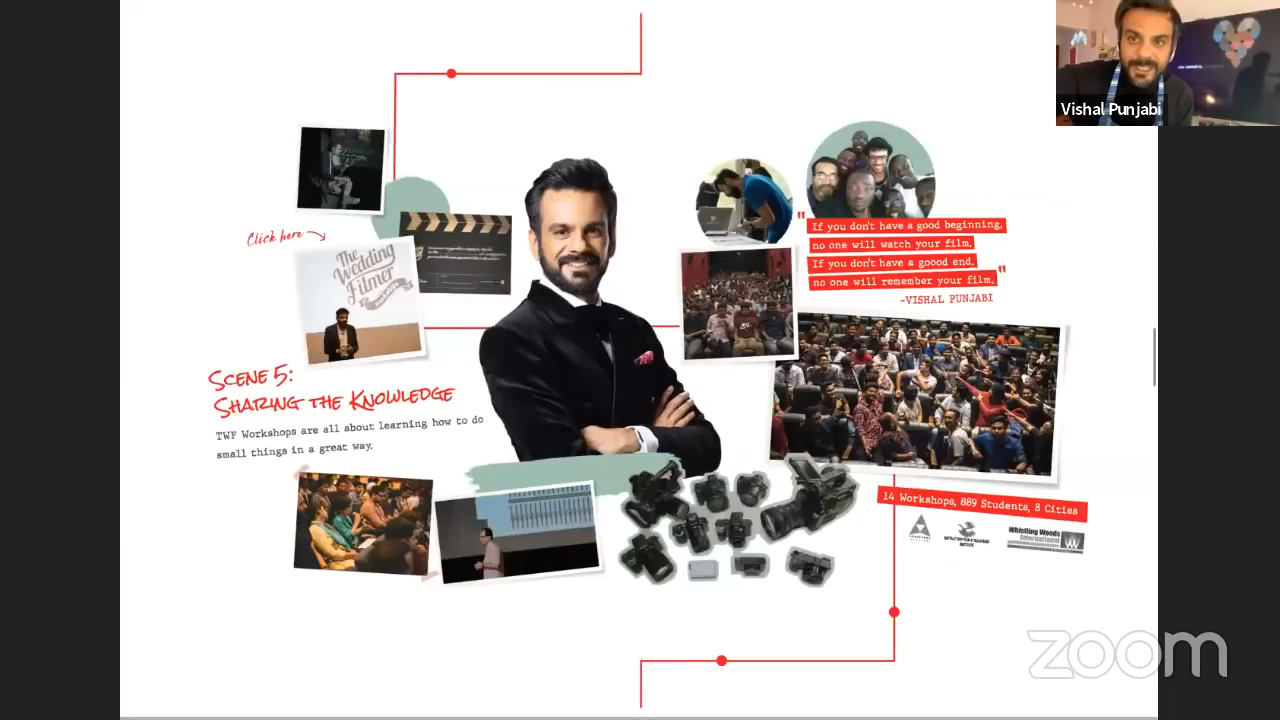 Vishal Punjabi
Click here
The
Wedding
Filmer
"If you don't have a good beginning,
no one will watch your film.
If you don't have a goood end,
no one will remember your film."
-VISHAL PUNJABI
SCENE 5:
SHARING THE KNOWLEDGE
TWF Workshops are all about learning how to do
small things in a great way.
14 Workshops, 889 Students, 8 Cities
Whistling Woods
International
zoom